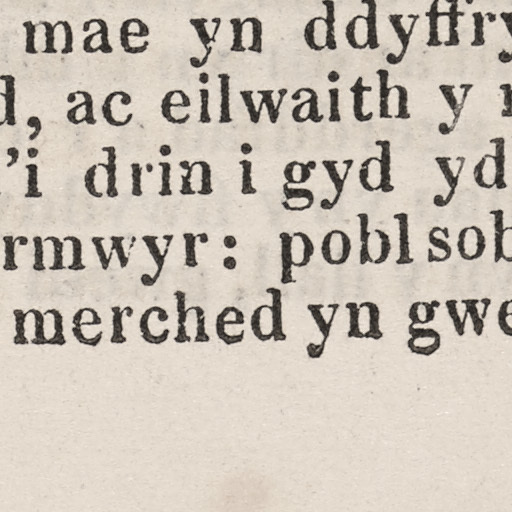 mae yn ddyffry
d, ac eilwaith y
'i drin i gyd yd
rmwyr: pobl sob
merched yn gwe